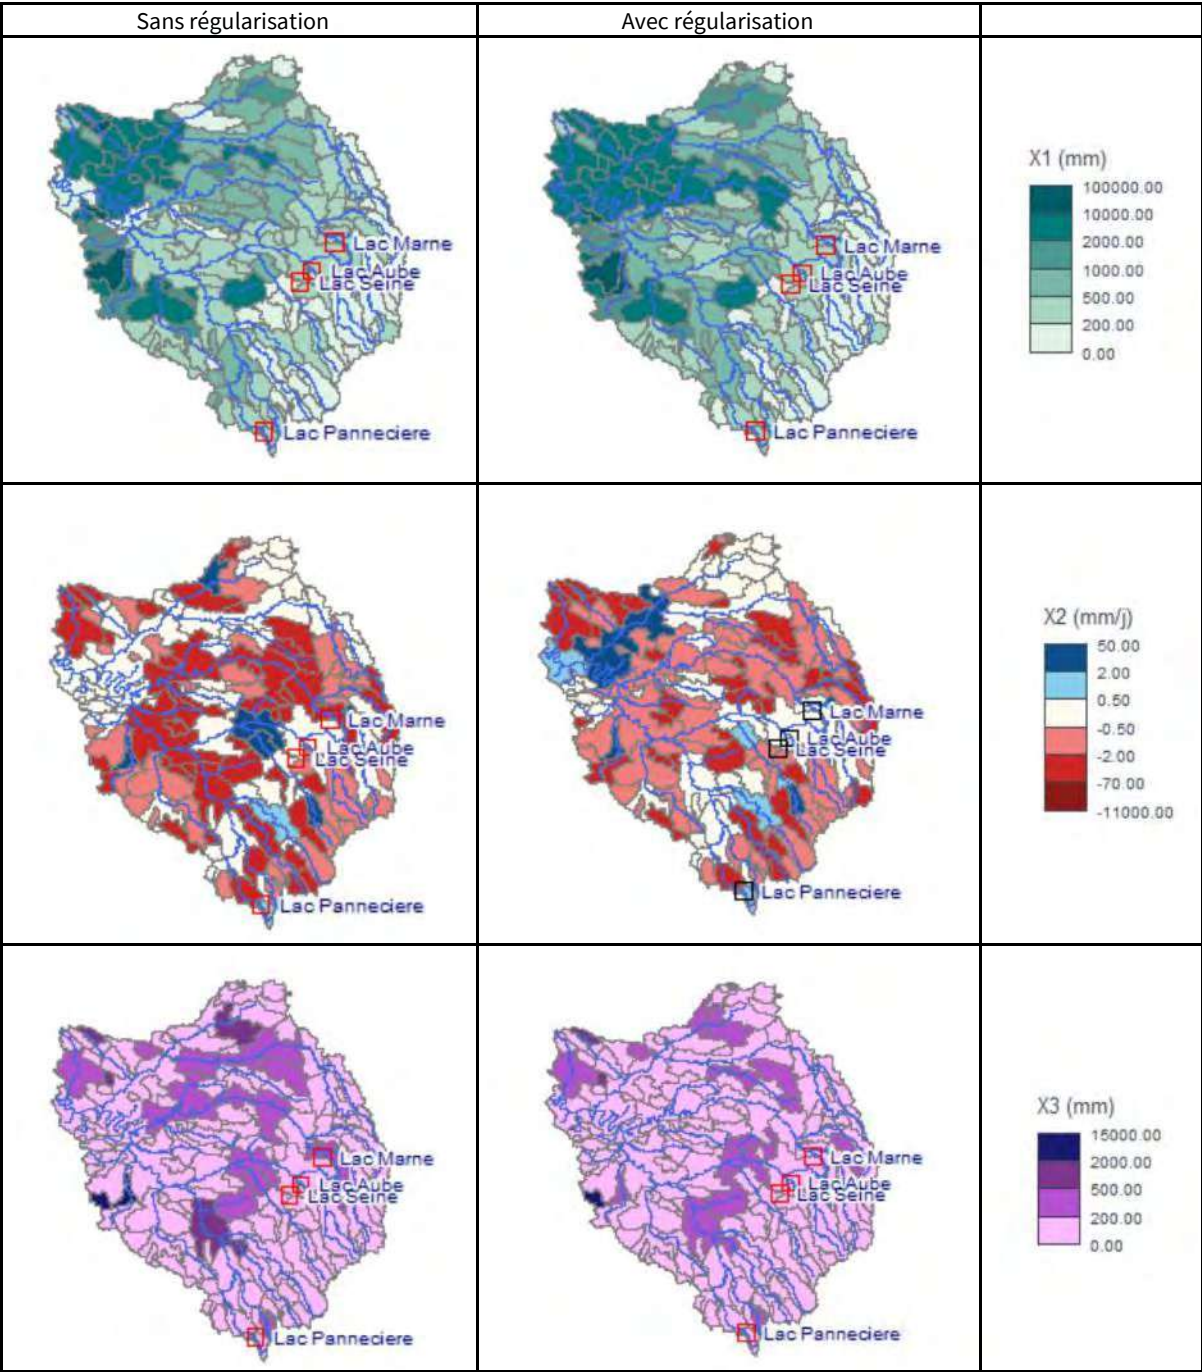 Sans régularisation
Avec régularisation
Lac Marne
Lac Aube
Lac Seine
Lac Panneciere
Lac Marne
Lac Aube
Lac Seine
Lac Panneciere
X1 (mm)
100000.00
10000.00
2000.00
1000.00
500.00
200.00
0.00
Lac Marne
Lac Aube
Lac Seine
Lac Panneciere
Lac Marne
Lac Aube
Lac Seine
Lac Panneciere
X2 (mm/j)
50.00
2.00
0.50
-0.50
-2.00
-70.00
-11000.00
Lac Marne
Lac Aube
Lac Seine
Lac Panneciere
Lac Marne
Lac Aube
Lac Seine
Lac Panneciere
X3 (mm)
15000.00
2000.00
500.00
200.00
0.00